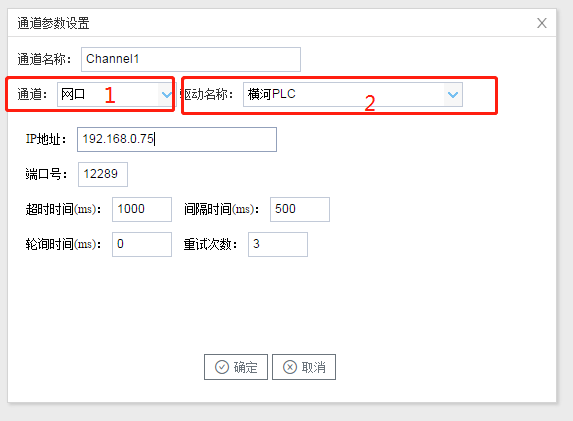 通道参数设置
通道名称： Channel1
通道： 网口 1 驱动名称： 横河PLC 2
IP地址： 192.168.0.75
端口号： 12289
超时时间(ms)： 1000 间隔时间(ms)： 500
轮询时间(ms)： 0 重试次数： 3
确定 取消